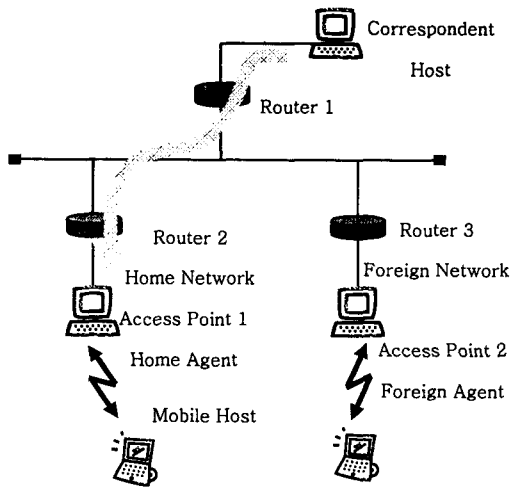 Correspondent
Host
Router 1
Router 2
Router 3
Home Network
Foreign Network
Access Point 1
Access Point 2
Home Agent
Foreign Agent
Mobile Host